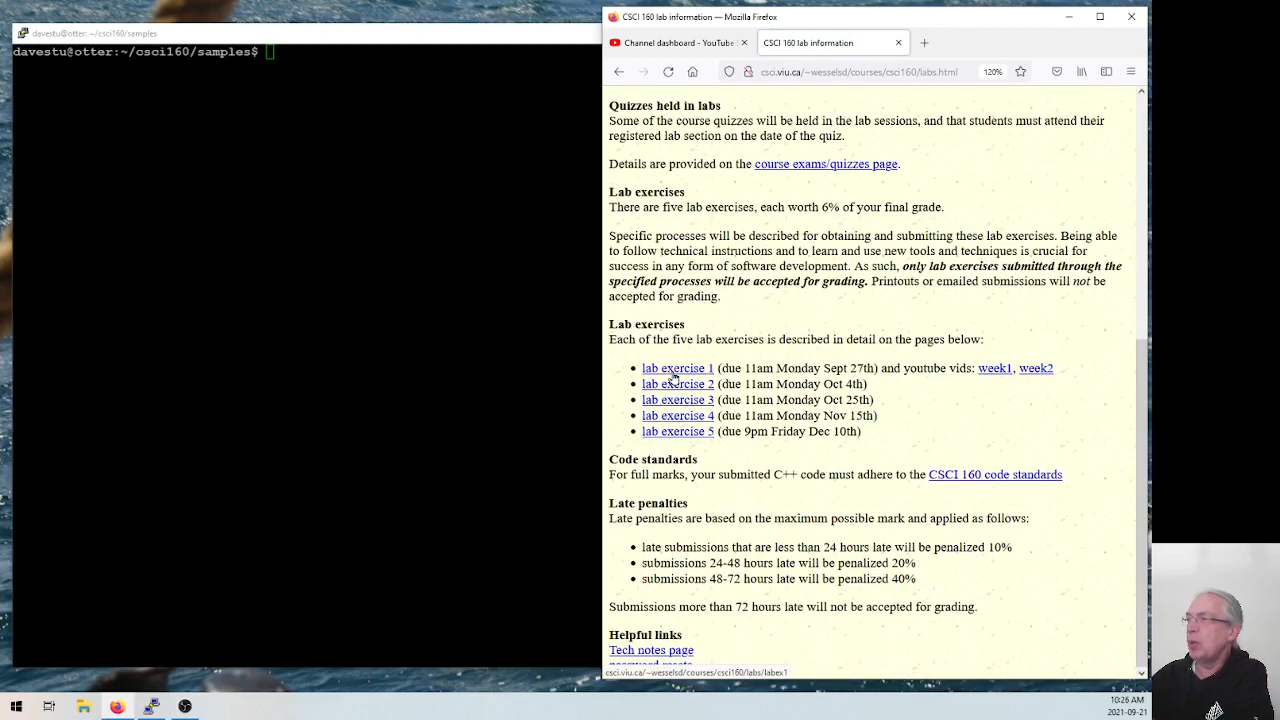 davestu@otter: ~/csci160/samples
davestu@otter:~/csci160/samples$
CSCI 160 lab information — Mozilla Firefox
Channel dashboard - YouTube
CSCI 160 lab information
csci.viu.ca/~wesselsd/courses/csci160/labs.html
120%
Quizzes held in labs
Some of the course quizzes will be held in the lab sessions, and that students must attend their
registered lab section on the date of the quiz.
Details are provided on the course exams/quizzes page.
Lab exercises
There are five lab exercises, each worth 6% of your final grade.
Specific processes will be described for obtaining and submitting these lab exercises. Being able
to follow technical instructions and to learn and use new tools and techniques is crucial for
success in any form of software development. As such, only lab exercises submitted through the
specified processes will be accepted for grading. Printouts or emailed submissions will not be
accepted for grading.
Lab exercises
Each of the five lab exercises is described in detail on the pages below:
• lab exercise 1 (due 11am Monday Sept 27th) and youtube vids: week1, week2
• lab exercise 2 (due 11am Monday Oct 4th)
• lab exercise 3 (due 11am Monday Oct 25th)
• lab exercise 4 (due 11am Monday Nov 15th)
• lab exercise 5 (due 9pm Friday Dec 10th)
Code standards
For full marks, your submitted C++ code must adhere to the CSCI 160 code standards
Late penalties
Late penalties are based on the maximum possible mark and applied as follows:
• late submissions that are less than 24 hours late will be penalized 10%
• submissions 24-48 hours late will be penalized 20%
• submissions 48-72 hours late will be penalized 40%
Submissions more than 72 hours late will not be accepted for grading.
Helpful links
Tech notes page
password resets
csci.viu.ca/~wesselsd/courses/csci160/labs/labex1
10:26 AM
2021-09-21